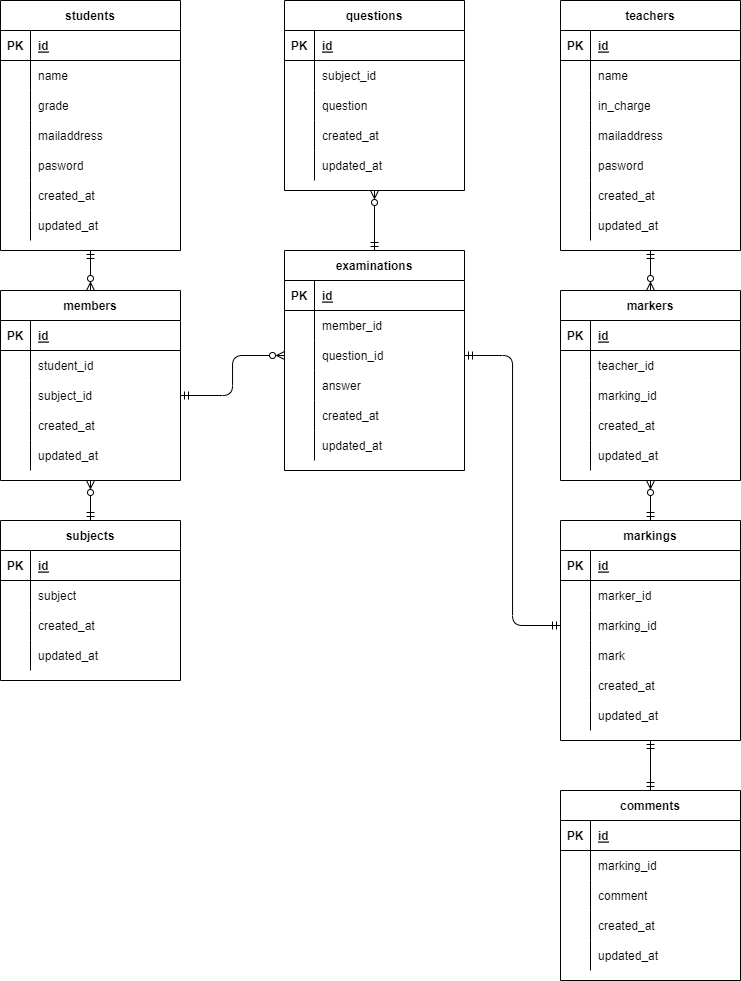 students
PK id
name
grade
mailaddress
pasword
created_at
updated_at
questions
PK id
subject_id
question
created_at
updated_at
teachers
PK id
name
in_charge
mailaddress
pasword
created_at
updated_at
members
PK id
student_id
subject_id
created_at
updated_at
examinations
PK id
member_id
question_id
answer
created_at
updated_at
markers
PK id
teacher_id
marking_id
created_at
updated_at
subjects
PK id
subject
created_at
updated_at
markings
PK id
marker_id
marking_id
mark
created_at
updated_at
comments
PK id
marking_id
comment
created_at
updated_at